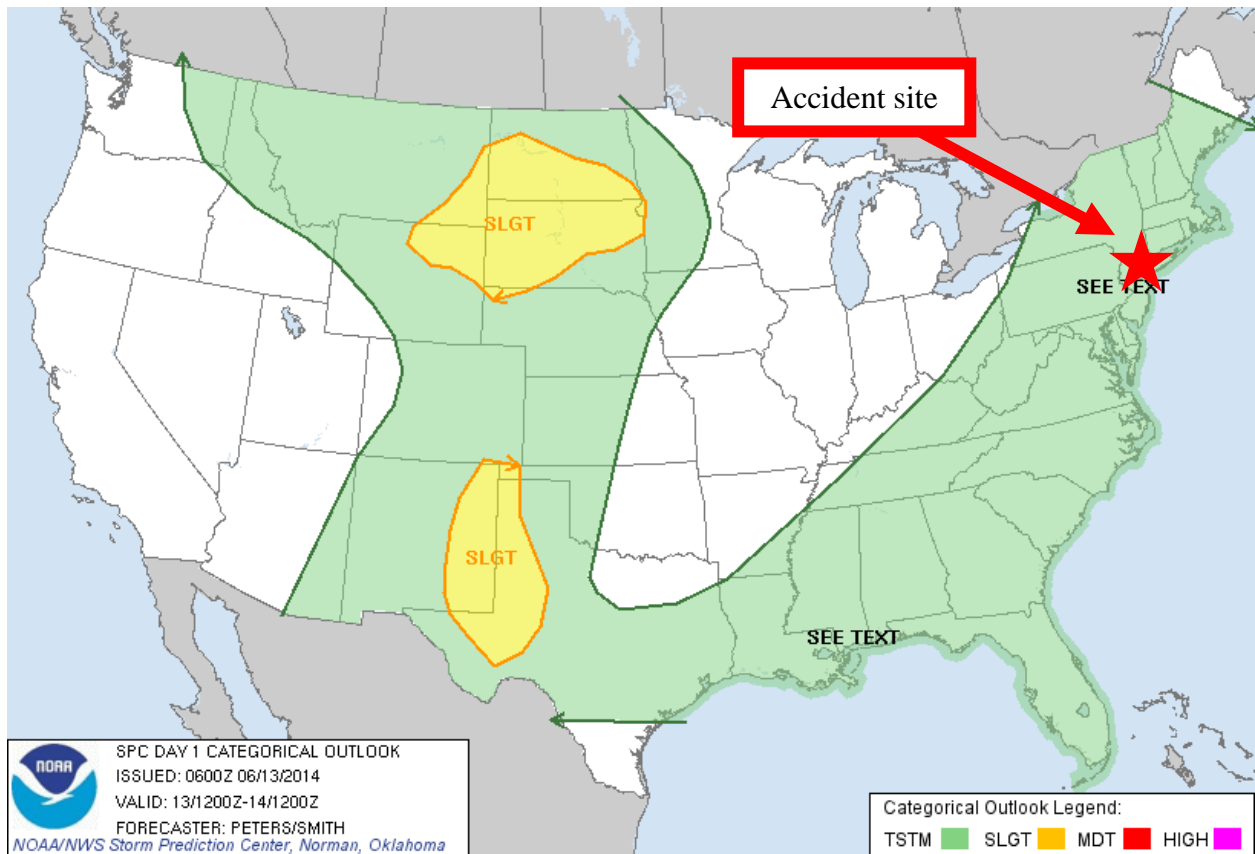 Accident site
SLGT
SEE TEXT
SLGT
SEE TEXT
NOAA
SPC DAY 1 CATEGORICAL OUTLOOK
ISSUED: 0600Z 06/13/2014
VALID: 13/1200Z-14/1200Z
FORECASTER: PETERS/SMITH
NOAA/NWS Storm Prediction Center, Norman, Oklahoma
Categorical Outlook Legend:
TSTM SLGT MDT HIGH